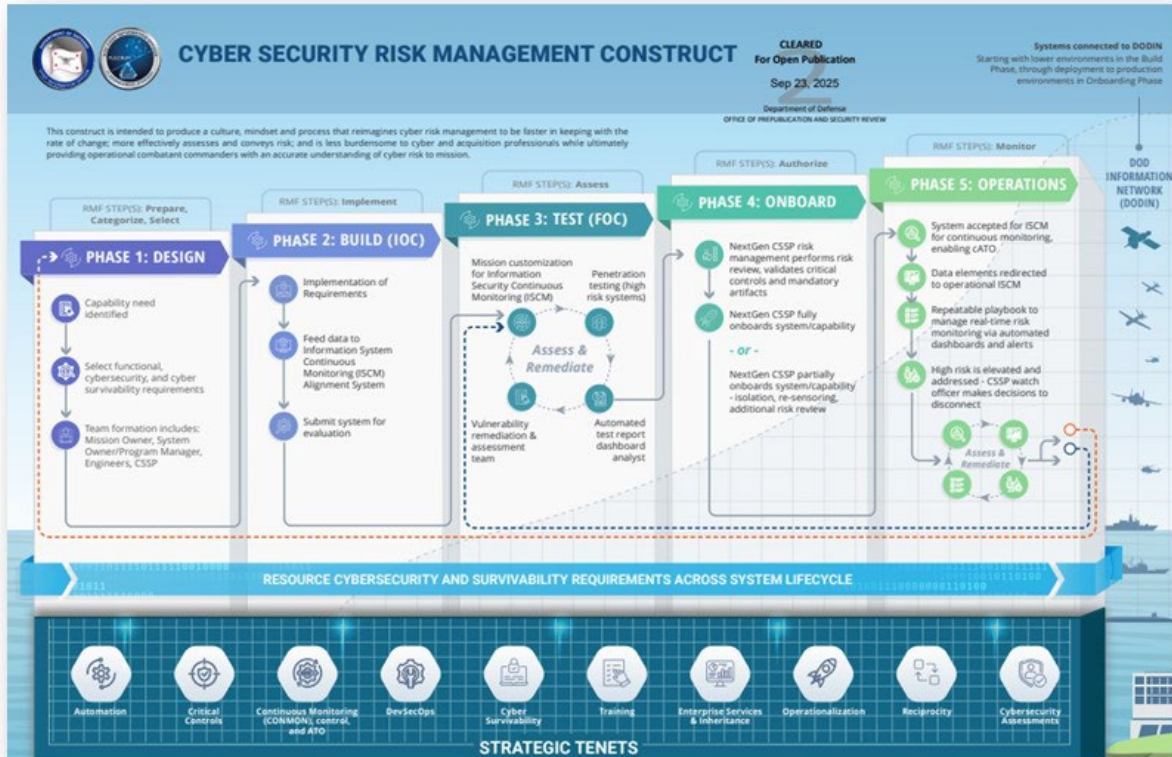 CYBER SECURITY RISK MANAGEMENT CONSTRUCT
CLEARED
For Open Publication
2
Sep 23, 2025
Department of Defense
OFFICE OF PREPUBLICATION AND SECURITY REVIEW
Systems connected to DODIN
Starting with lower environments in the Build
Phase, through deployment to production
environments in Onboarding Phase
This construct is intended to produce a culture, mindset and process that reimagines cyber risk management to be faster in keeping with the
rate of change; more effectively assesses and conveys risk; and is less burdensome to cyber and acquisition professionals while ultimately
providing operational combatant commanders with an accurate understanding of cyber risk to mission.
RMF STEP(S): Prepare,
Categorize, Select
PHASE 1: DESIGN
Capability need
identified
Select functional,
cybersecurity, and cyber
survivability requirements
Team formation includes:
Mission Owner, System
Owner/Program Manager,
Engineers, CSSP
RMF STEP(S): Implement
PHASE 2: BUILD (IOC)
Implementation of
Requirements
Feed data to
Information System
Continuous
Monitoring (ISCM)
Alignment System
Submit system for
evaluation
RMF STEP(S): Assess
PHASE 3: TEST (FOC)
Mission customization
for Information
Security Continuous
Monitoring (ISCM)
Penetration
testing (high
risk systems)
Assess &
Remediate
Vulnerability
remediation &
assessment
team
Automated
test report
dashboard
analyst
RMF STEP(S): Authorize
PHASE 4: ONBOARD
NextGen CSSP risk
management performs risk
review, validates critical
controls and mandatory
artifacts
NextGen CSSP fully
onboards system/capability
- or -
NextGen CSSP partially
onboards system/capability
- isolation, re-sensoring,
additional risk review
RMF STEP(S): Monitor
PHASE 5: OPERATIONS
System accepted for ISCM
for continuous monitoring,
enabling cATO
Data elements redirected
to operational ISCM
Repeatable playbook to
manage real-time risk
monitoring via automated
dashboards and alerts
High risk is elevated and
addressed - CSSP watch
officer makes decisions to
disconnect
Assess &
Remediate
DOD
INFORMATION
NETWORK
(DODIN)
RESOURCE CYBERSECURITY AND SURVIVABILITY REQUIREMENTS ACROSS SYSTEM LIFECYCLE
Automation
Critical
Controls
Continuous Monitoring
(CONMON), control,
and ATO
DevSecOps
Cyber
Survivability
Training
Enterprise Services
& Inheritance
Operationalization
Reciprocity
Cybersecurity
Assessments
STRATEGIC TENETS